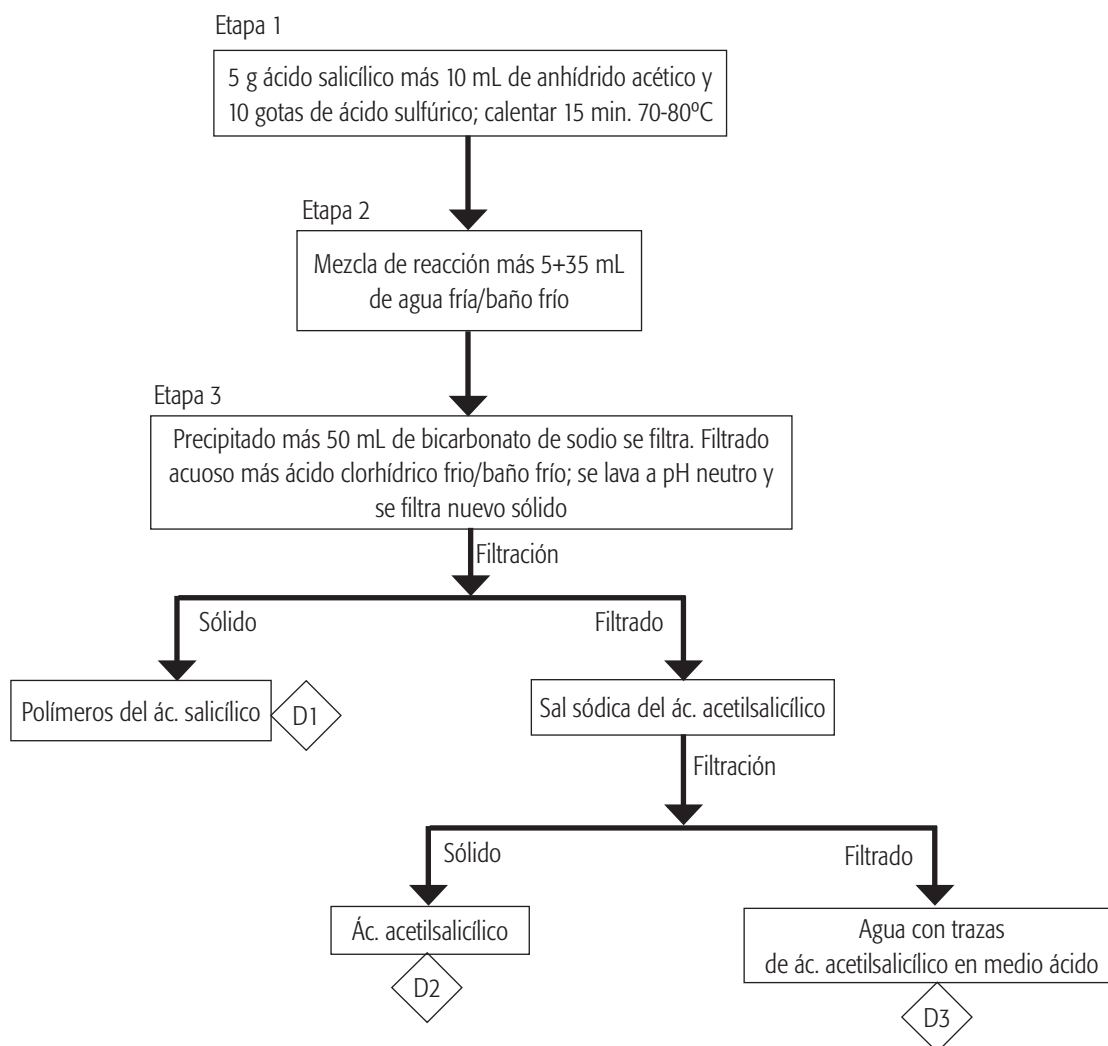 Etapa 1
5 g ácido salicílico más 10 mL de anhídrido acético y
10 gotas de ácido sulfúrico; calentar 15 min. 70-80ºC
Etapa 2
Mezcla de reacción más 5+35 mL
de agua fría/baño frío
Etapa 3
Precipitado más 50 mL de bicarbonato de sodio se filtra. Filtrado
acuoso más ácido clorhídrico frio/baño frío; se lava a pH neutro y
se filtra nuevo sólido
Filtración
Sólido
Filtrado
Polímeros del ác. salicílico
D1
Sal sódica del ác. acetilsalicílico
Filtración
Sólido
Filtrado
Ác. acetilsalicílico
D2
Agua con trazas
de ác. acetilsalicílico en medio ácido
D3